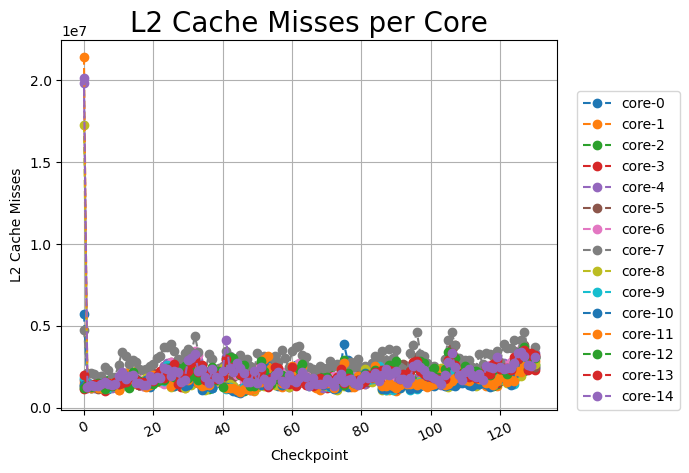 L2 Cache Misses per Core
1e7
2.0
1.5
1.0
0.5
0.0
L2 Cache Misses
0
20
40
60
80
100
120
Checkpoint
core-0
core-1
core-2
core-3
core-4
core-5
core-6
core-7
core-8
core-9
core-10
core-11
core-12
core-13
core-14